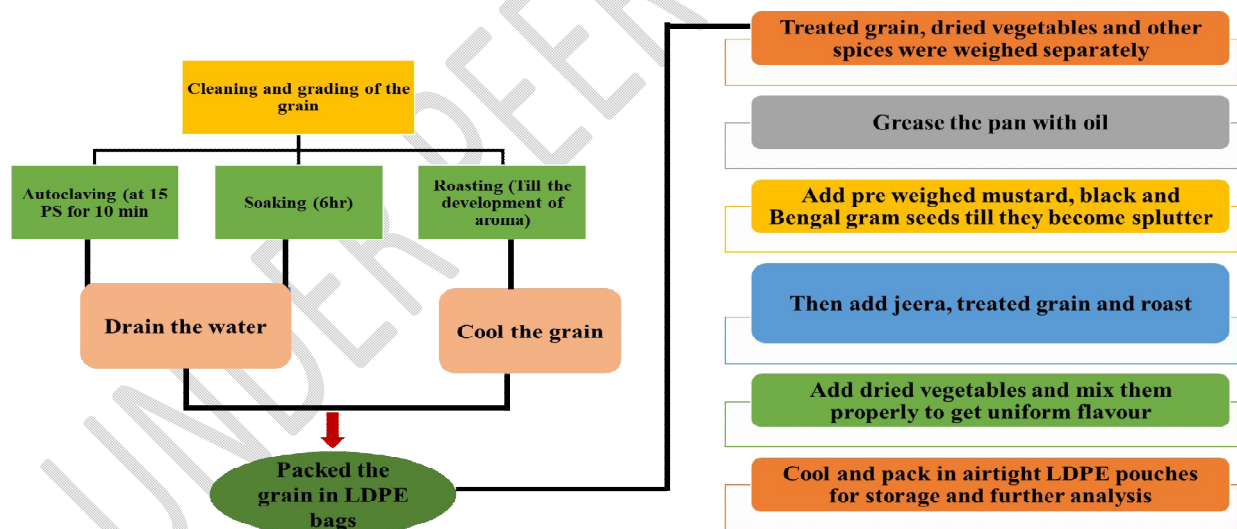 Cleaning and grading of the
grain
Autoclaving (at 15
PS for 10 min
Soaking (6hr)
Roasting (Till the
development of
aroma)
Drain the water
Cool the grain
Packed the
grain in LDPE
bags
Treated grain, dried vegetables and other
spices were weighed separately
Grease the pan with oil
Add pre weighed mustard, black and
Bengal gram seeds till they become splutter
Then add jeera, treated grain and roast
Add dried vegetables and mix them
properly to get uniform flavour
Cool and pack in airtight LDPE pouches
for storage and further analysis
UNDER PEER